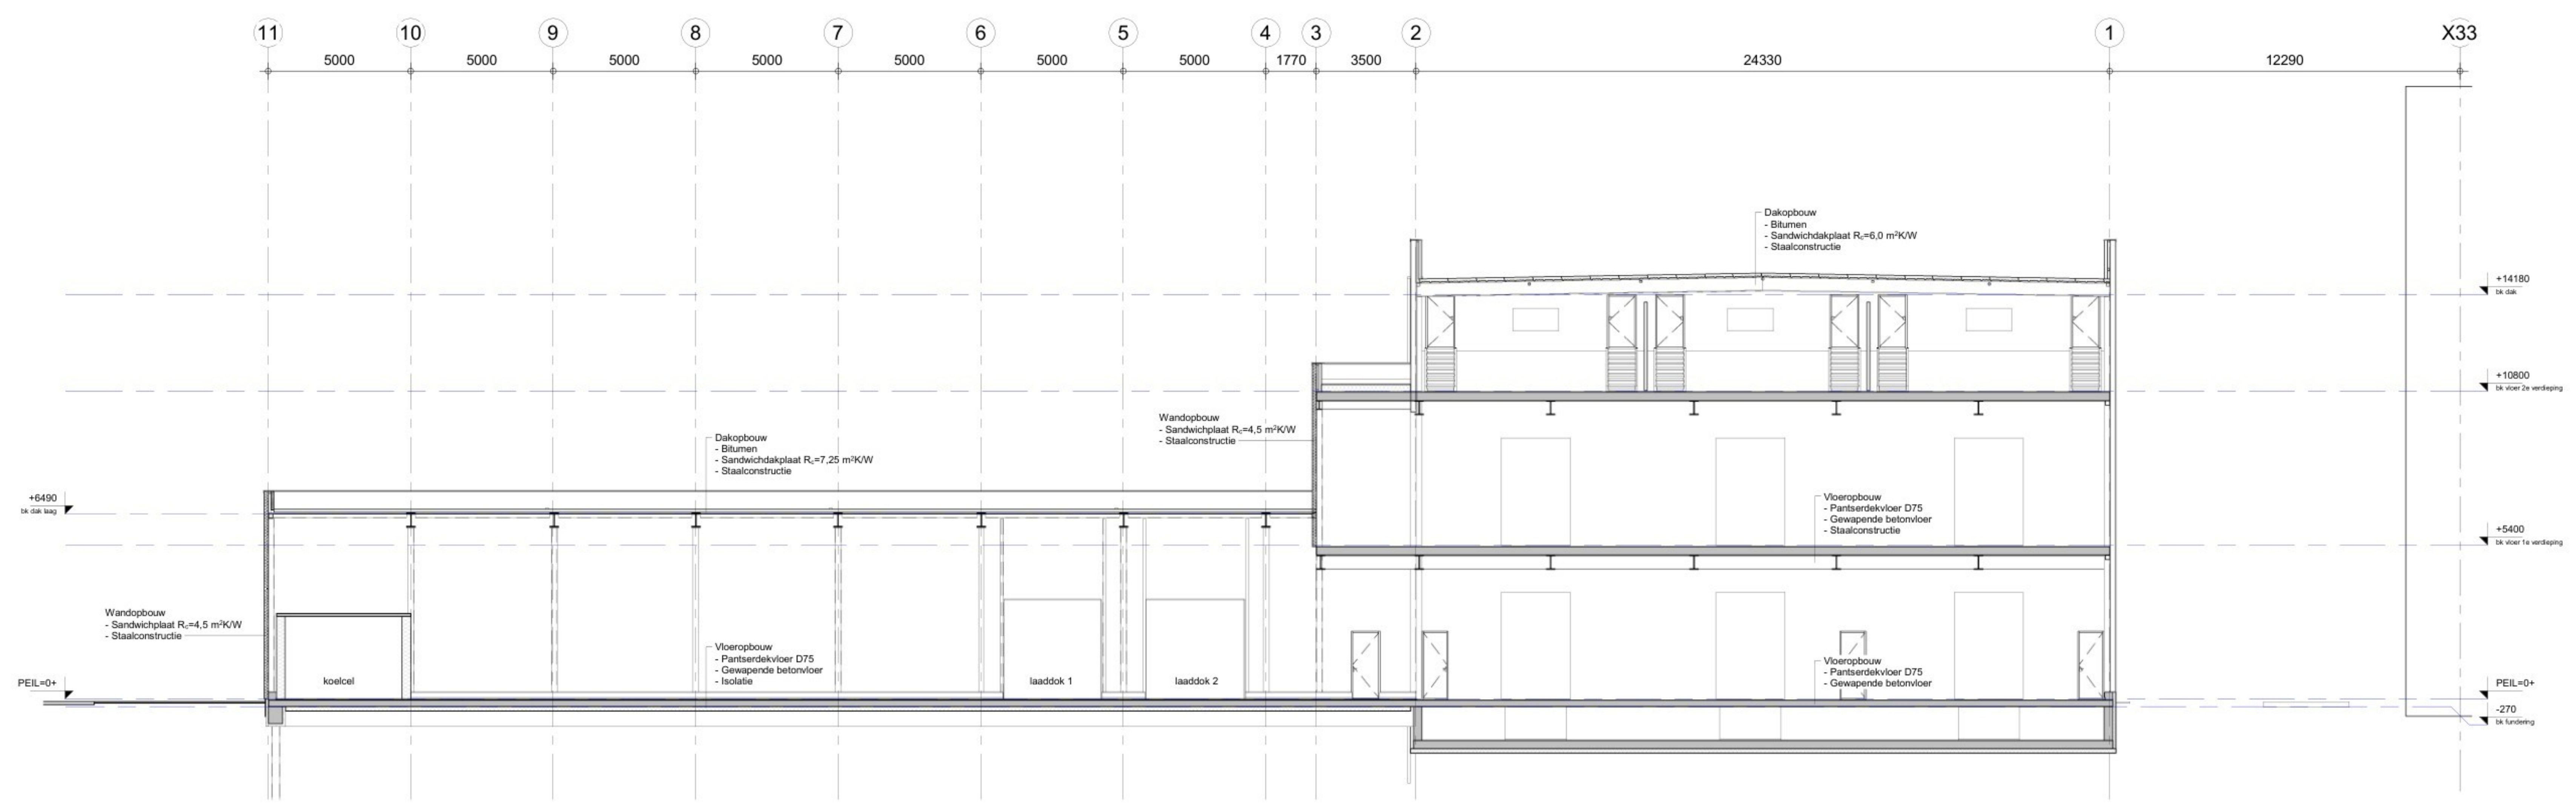 11 10 9 8 7 6 5 4 3 2 1 X33
5000 5000 5000 5000 5000 5000 5000 1770 3500 24330 12290
Dakopbouw
- Bitumen
- Sandwichdakplaat Rc=6,0 m²K/W
- Staalconstructie
+14180
bk dak
+10800
bk vloer 2e verdieping
Wandopbouw
- Sandwichplaat Rc=4,5 m²K/W
- Staalconstructie
Dakopbouw
- Bitumen
- Sandwichdakplaat Rc=7,25 m²K/W
- Staalconstructie
+6490
bk dak laag
Vloeropbouw
- Pantserdekvloer D75
- Gewapende betonvloer
- Staalconstructie
+5400
bk vloer 1e verdieping
Wandopbouw
- Sandwichplaat Rc=4,5 m²K/W
- Staalconstructie
Vloeropbouw
- Pantserdekvloer D75
- Gewapende betonvloer
- Isolatie
Vloeropbouw
- Pantserdekvloer D75
- Gewapende betonvloer
koelcel
laaddok 1
laaddok 2
PEIL=0+
PEIL=0+
-270
bk fundering